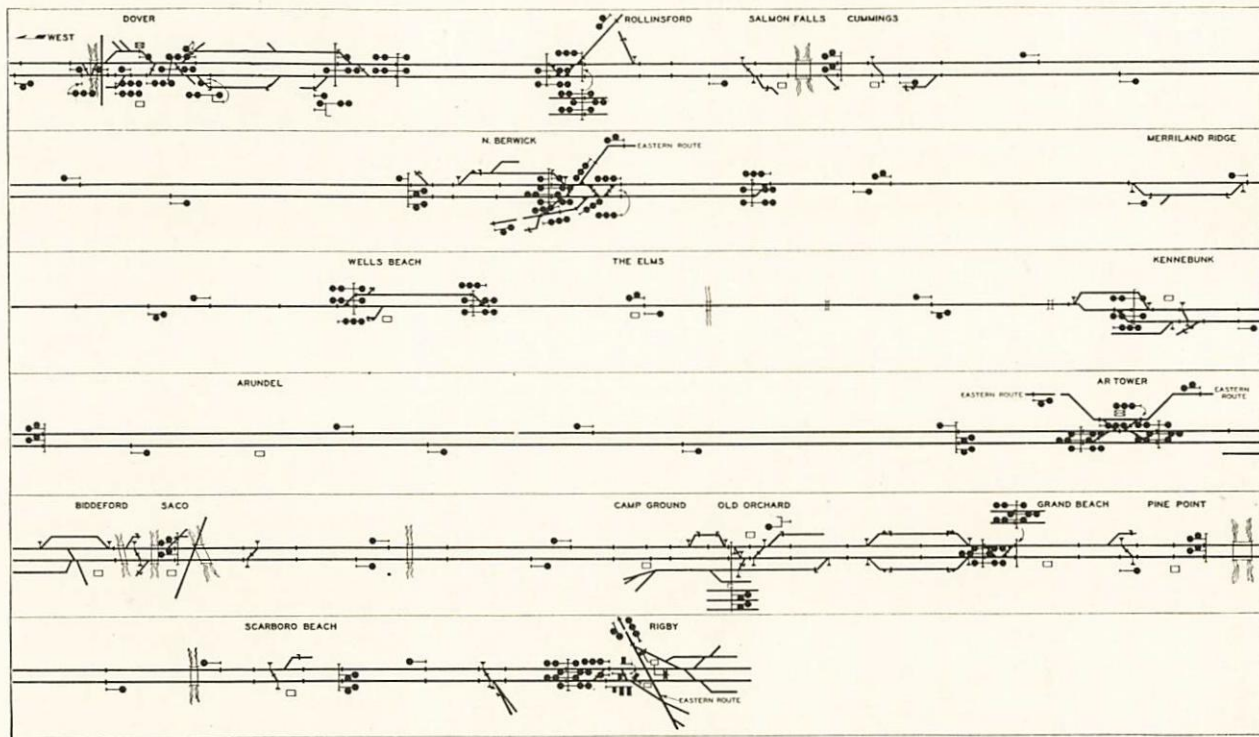 DOVER
ROLLINSFORD
SALMON FALLS
CUMMINGS
WEST
N. BERWICK
EASTERN ROUTE
MERRILAND RIDGE
WELLS BEACH
THE ELMS
KENNEBUNK
ARUNDEL
EASTERN ROUTE
AR TOWER
EASTERN
ROUTE
BIDDEFORD
SACO
CAMP GROUND
OLD ORCHARD
GRAND BEACH
PINE POINT
SCARBORO BEACH
RIGBY
EASTERN ROUTE